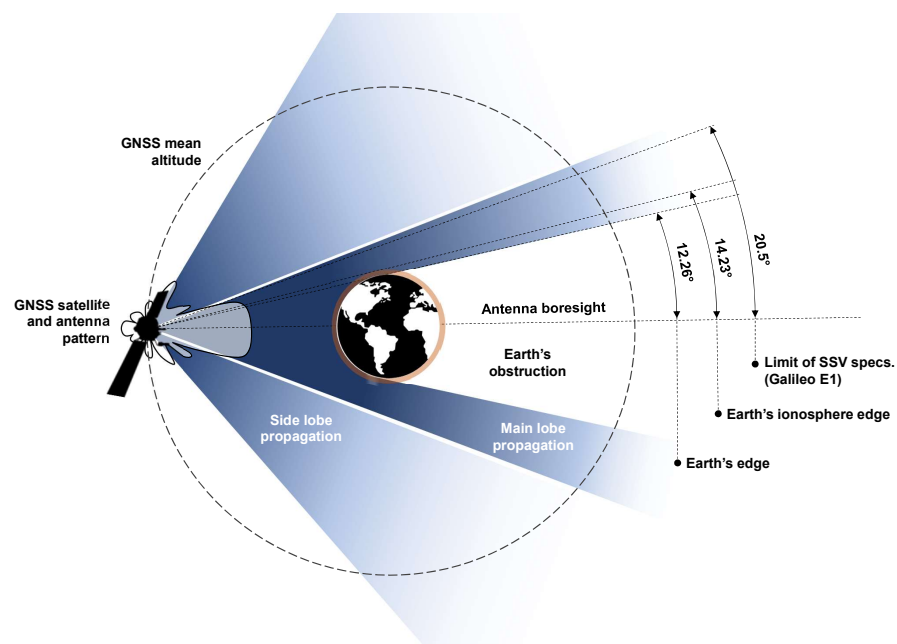 GNSS mean
altitude
GNSS satellite
and antenna
pattern
Antenna boresight
Earth's
obstruction
Side lobe
propagation
Main lobe
propagation
12.26°
14.23°
20.5°
Limit of SSV specs.
(Galileo E1)
Earth's ionosphere edge
Earth's edge